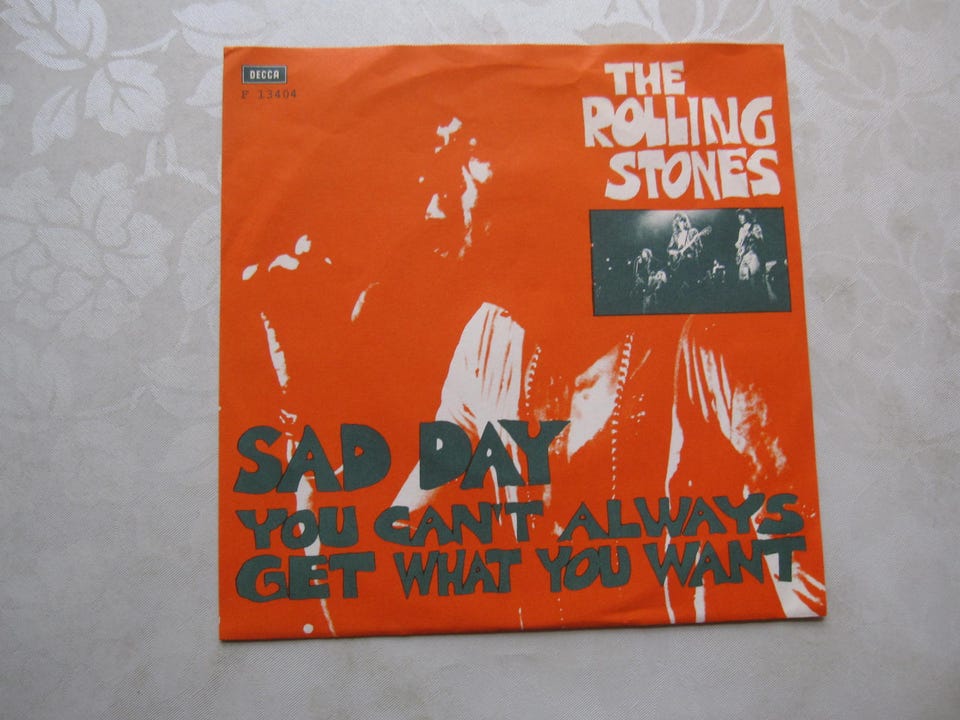 DECCA
F 13404
THE
ROLLING
STONES
SAD DAY
YOU CAN'T ALWAYS
GET WHAT YOU WANT